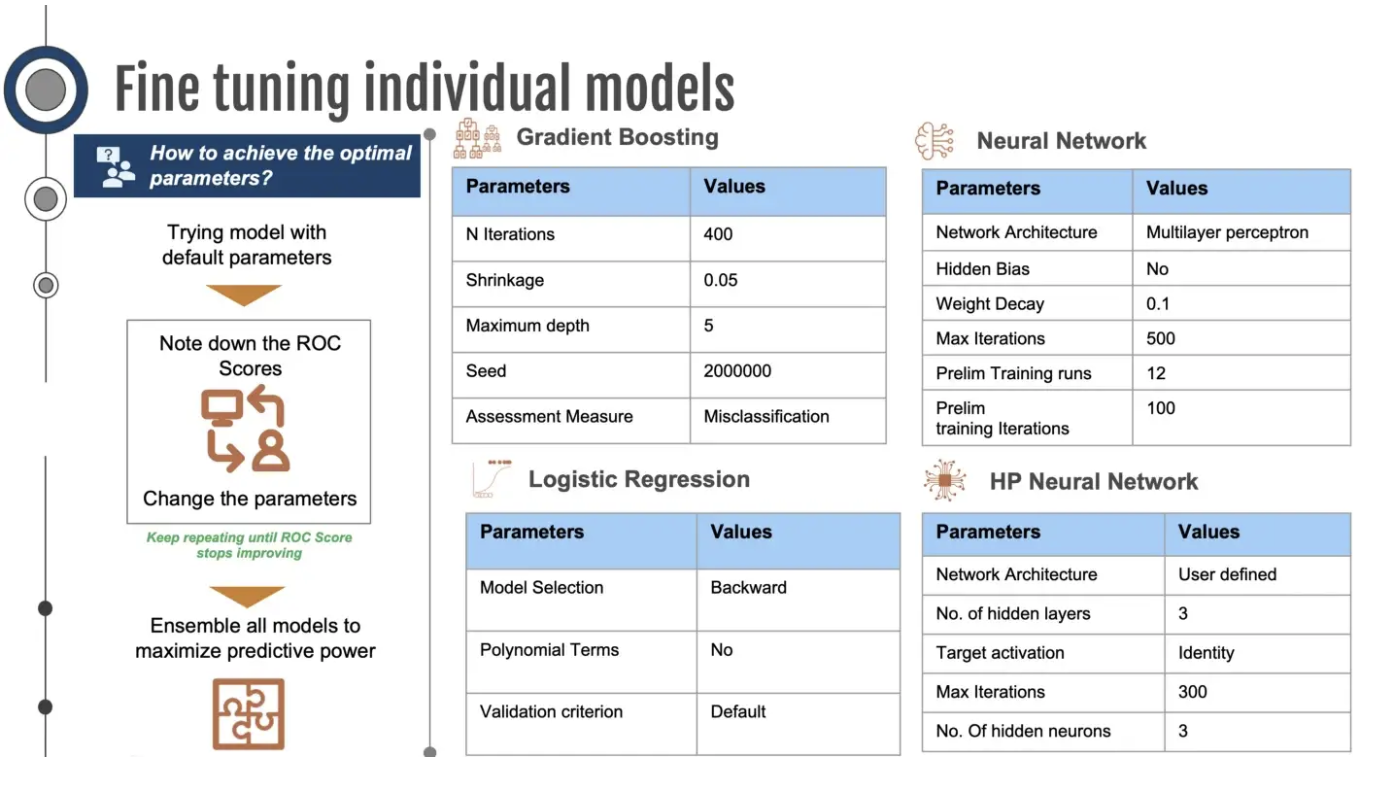 Fine tuning individual models
How to achieve the optimal
parameters?
Trying model with
default parameters
Note down the ROC
Scores
Change the parameters
Keep repeating until ROC Score
stops improving
Ensemble all models to
maximize predictive power
Gradient Boosting
Parameters Values
N Iterations 400
Shrinkage 0.05
Maximum depth 5
Seed 2000000
Assessment Measure Misclassification
Neural Network
Parameters Values
Network Architecture Multilayer perceptron
Hidden Bias No
Weight Decay 0.1
Max Iterations 500
Prelim Training runs 12
Prelim 100
training Iterations
Logistic Regression
Parameters Values
Model Selection Backward
Polynomial Terms No
Validation criterion Default
HP Neural Network
Parameters Values
Network Architecture User defined
No. of hidden layers 3
Target activation Identity
Max Iterations 300
No. Of hidden neurons 3